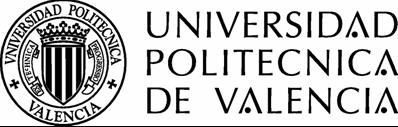 UNIVERSIDAD POLITECNICA
VALENCIA
UNIVERSIDAD
POLITECNICA
DE VALENCIA